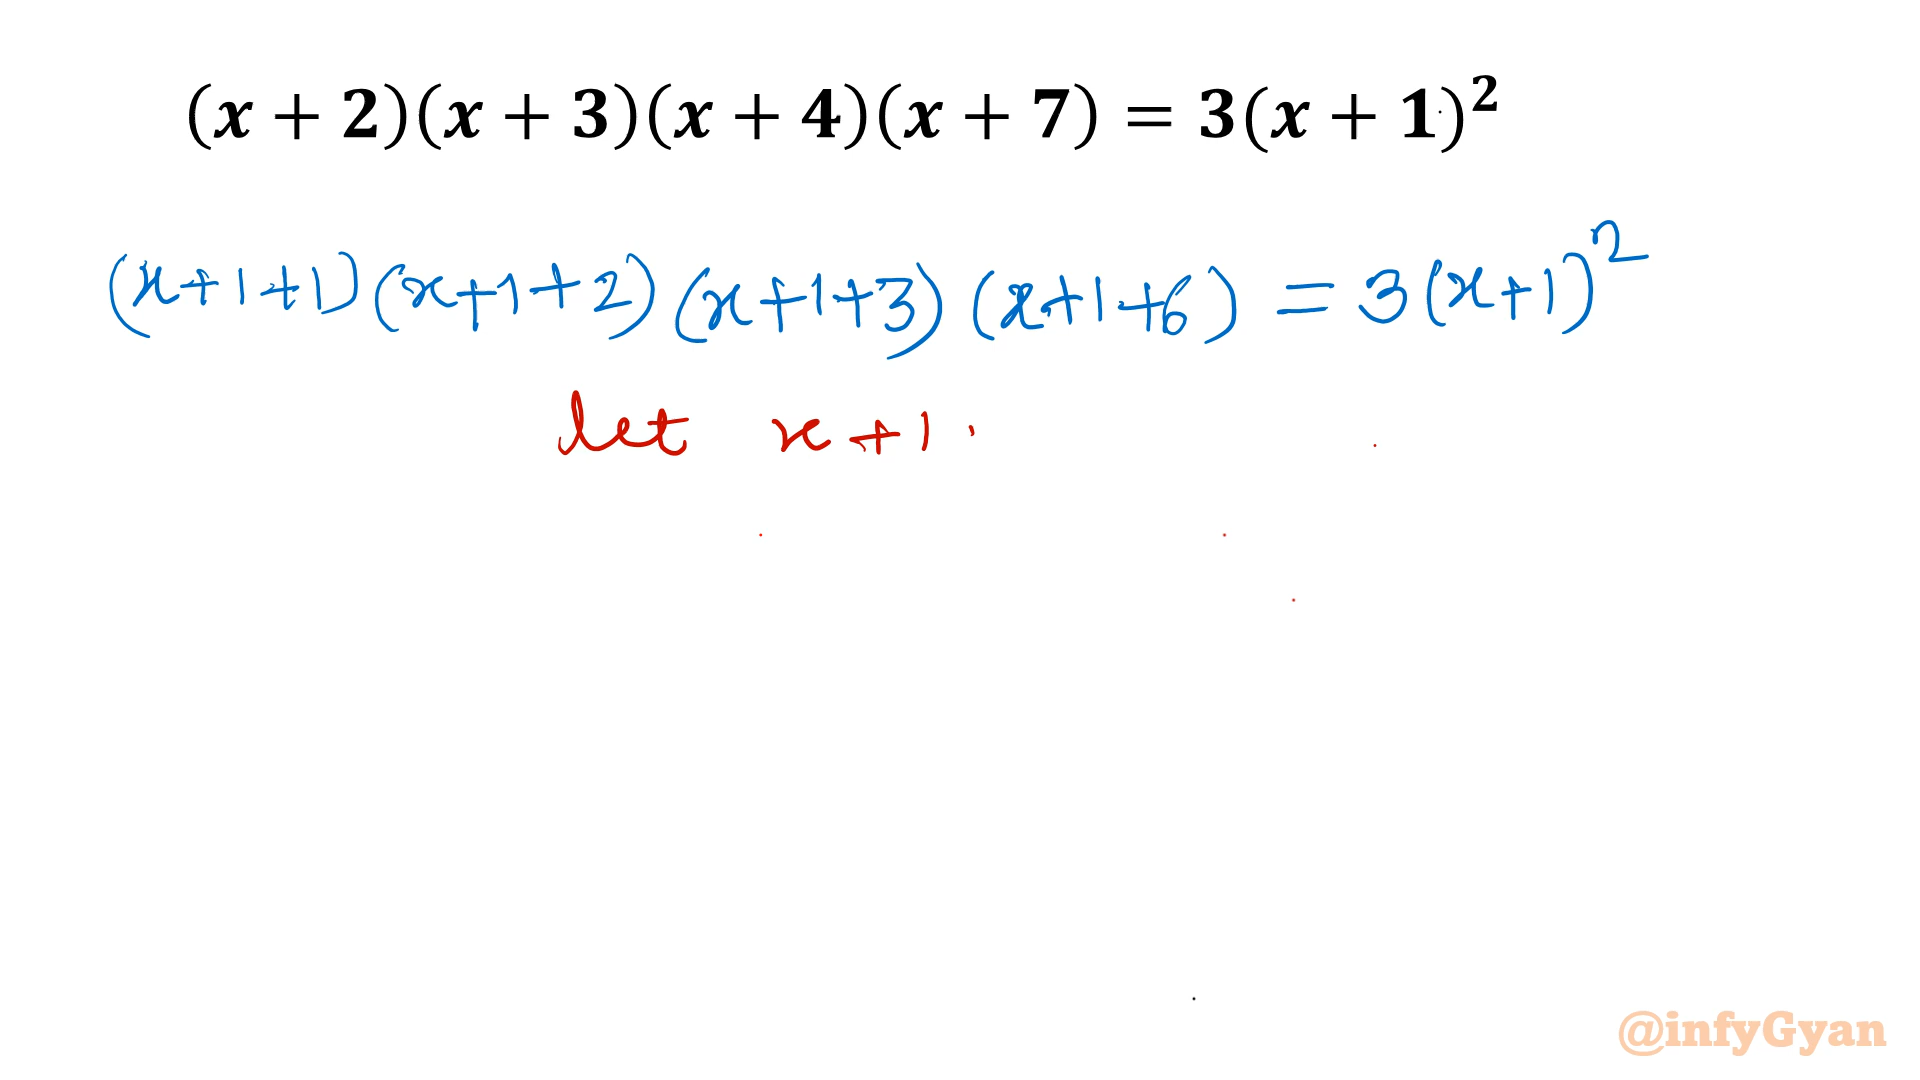 (x + 2)(x + 3)(x + 4)(x + 7) = 3(x + 1)²
(x+1+1)(x+1+2)(x+1+3)(x+1+6) = 3(x+1)²
let x+1
@infyGyan